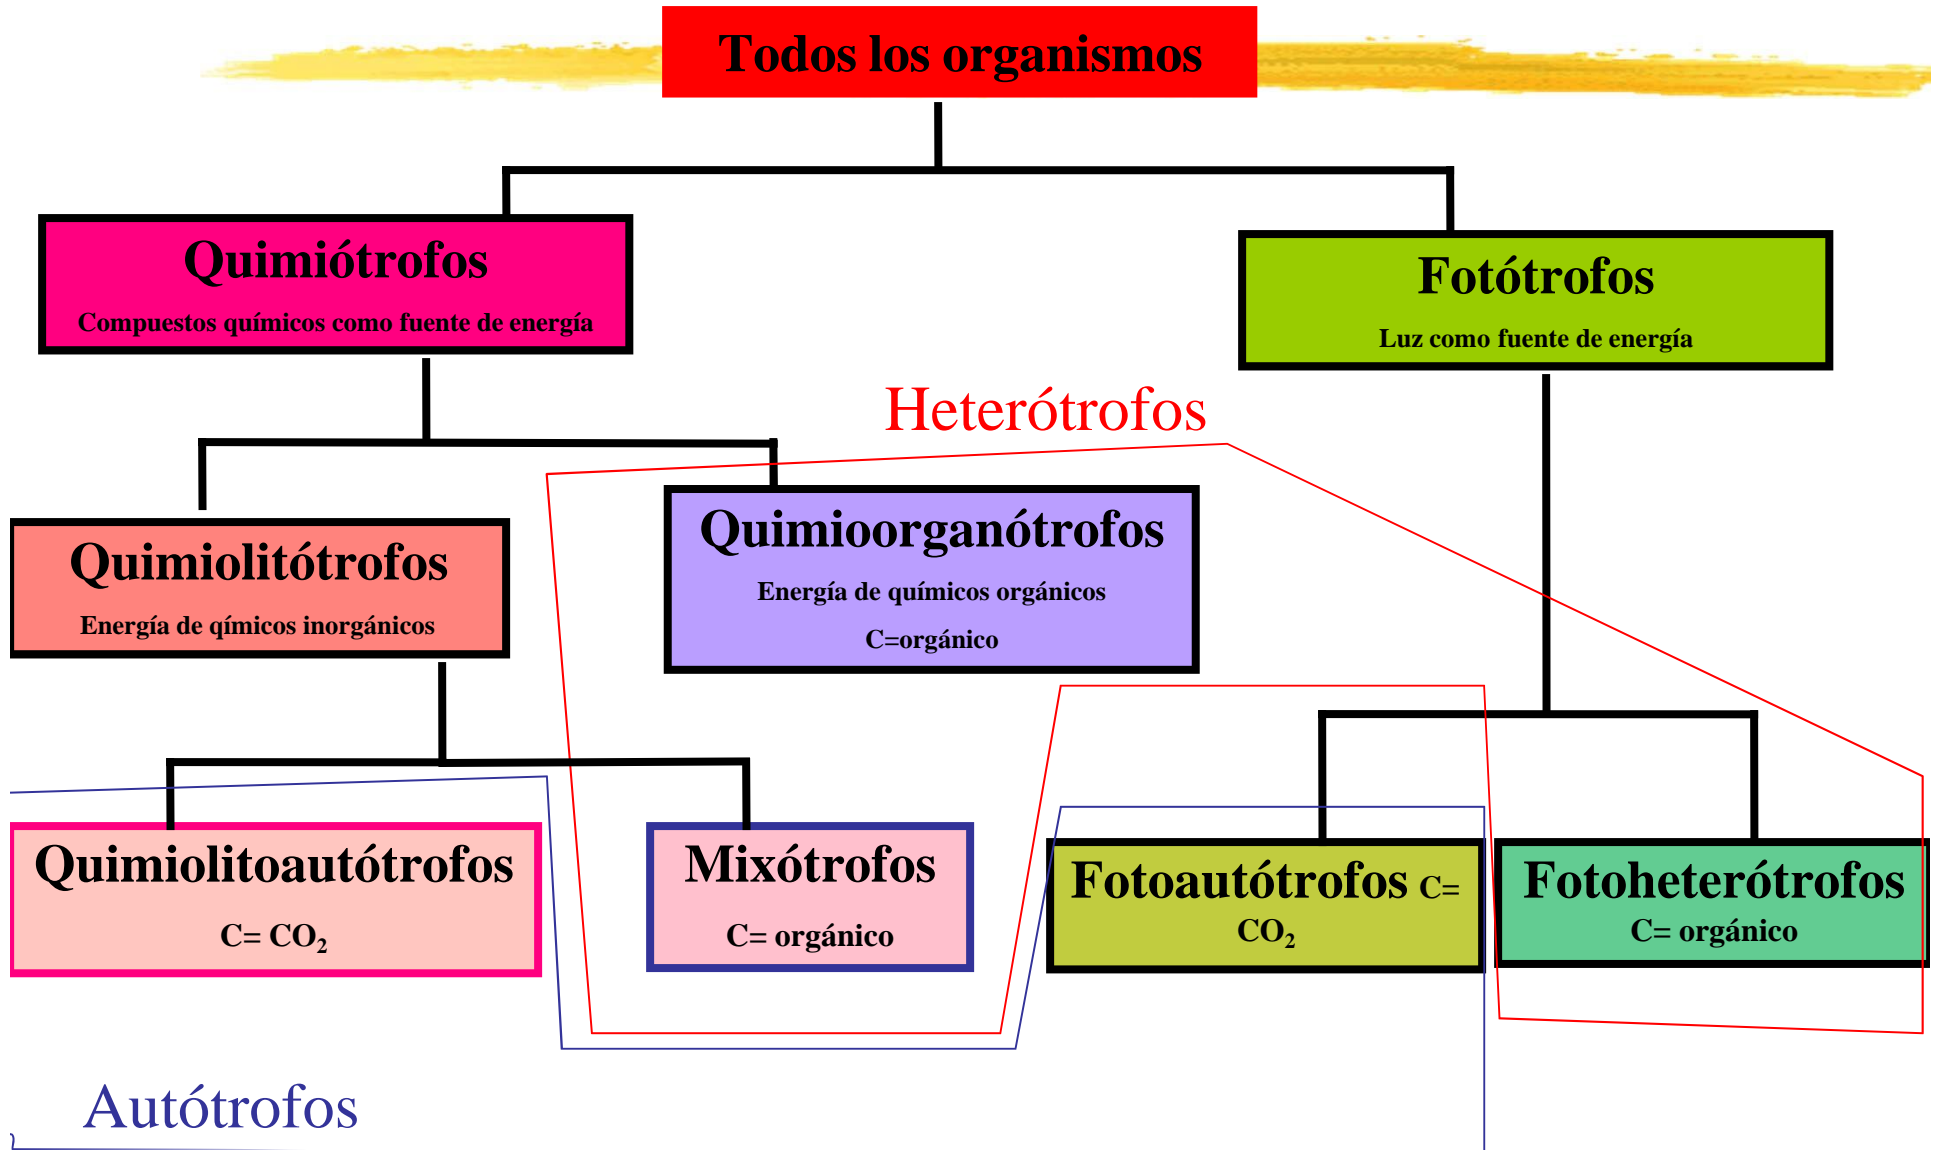 Todos los organismos
Quimiótrofos
Compuestos químicos como fuente de energía
Fotótrofos
Luz como fuente de energía
Heterótrofos
Quimiolitótrofos
Energía de qímicos inorgánicos
Quimioorganótrofos
Energía de químicos orgánicos
C=orgánico
Quimiolitoautótrofos
C= CO₂
Mixótrofos
C= orgánico
Fotoautótrofos C=
CO₂
Fotoheterótrofos
C= orgánico
Autótrofos